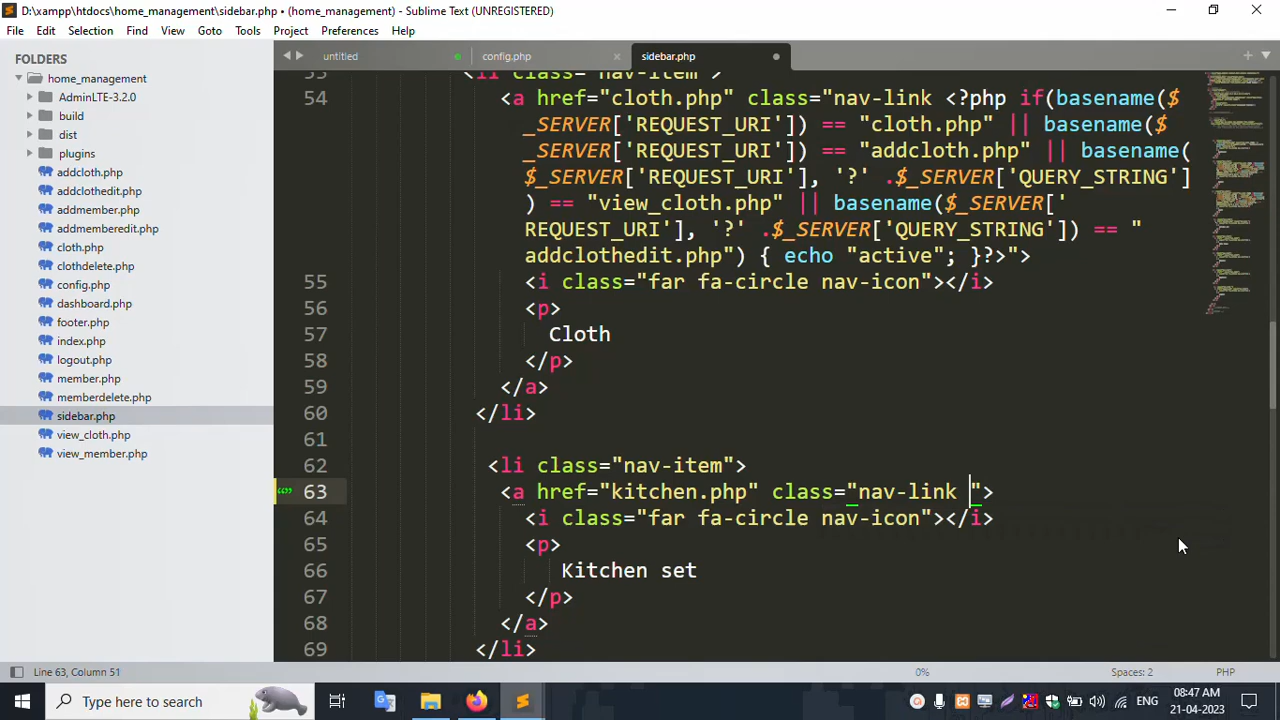 D:\xampp\htdocs\home_management\sidebar.php • (home_management) - Sublime Text (UNREGISTERED)
File Edit Selection Find View Goto Tools Project Preferences Help
FOLDERS
home_management
AdminLTE-3.2.0
build
dist
plugins
addcloth.php
addclothedit.php
addmember.php
addmemberedit.php
cloth.php
clothdelete.php
config.php
dashboard.php
footer.php
index.php
logout.php
member.php
memberdelete.php
sidebar.php
view_cloth.php
view_member.php
untitled config.php sidebar.php
53 <li class="nav-item">
54 <a href="cloth.php" class="nav-link <?php if(basename($
_SERVER['REQUEST_URI']) == "cloth.php" || basename($
_SERVER['REQUEST_URI']) == "addcloth.php" || basename(
$_SERVER['REQUEST_URI'], '?' .$_SERVER['QUERY_STRING']
) == "view_cloth.php" || basename($_SERVER['
REQUEST_URI'], '?' .$_SERVER['QUERY_STRING']) == "
addclothedit.php") { echo "active"; }?>">
55 <i class="far fa-circle nav-icon"></i>
56 <p>
57 Cloth
58 </p>
59 </a>
60 </li>
61
62 <li class="nav-item">
63 <a href="kitchen.php" class="nav-link ">
64 <i class="far fa-circle nav-icon"></i>
65 <p>
66 Kitchen set
67 </p>
68 </a>
69 </li>
Line 63, Column 51 0% Spaces: 2 PHP
Type here to search ENG 08:47 AM
21-04-2023